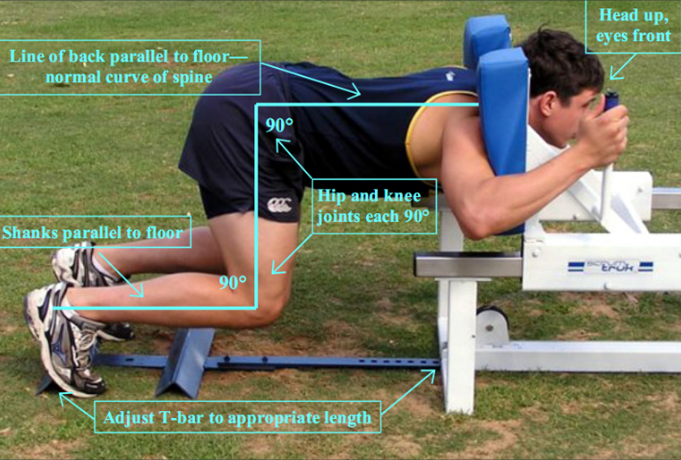 Head up,
eyes front
Line of back parallel to floor—
normal curve of spine
90°
Hip and knee
joints each 90°
Shanks parallel to floor
90°
Adjust T-bar to appropriate length